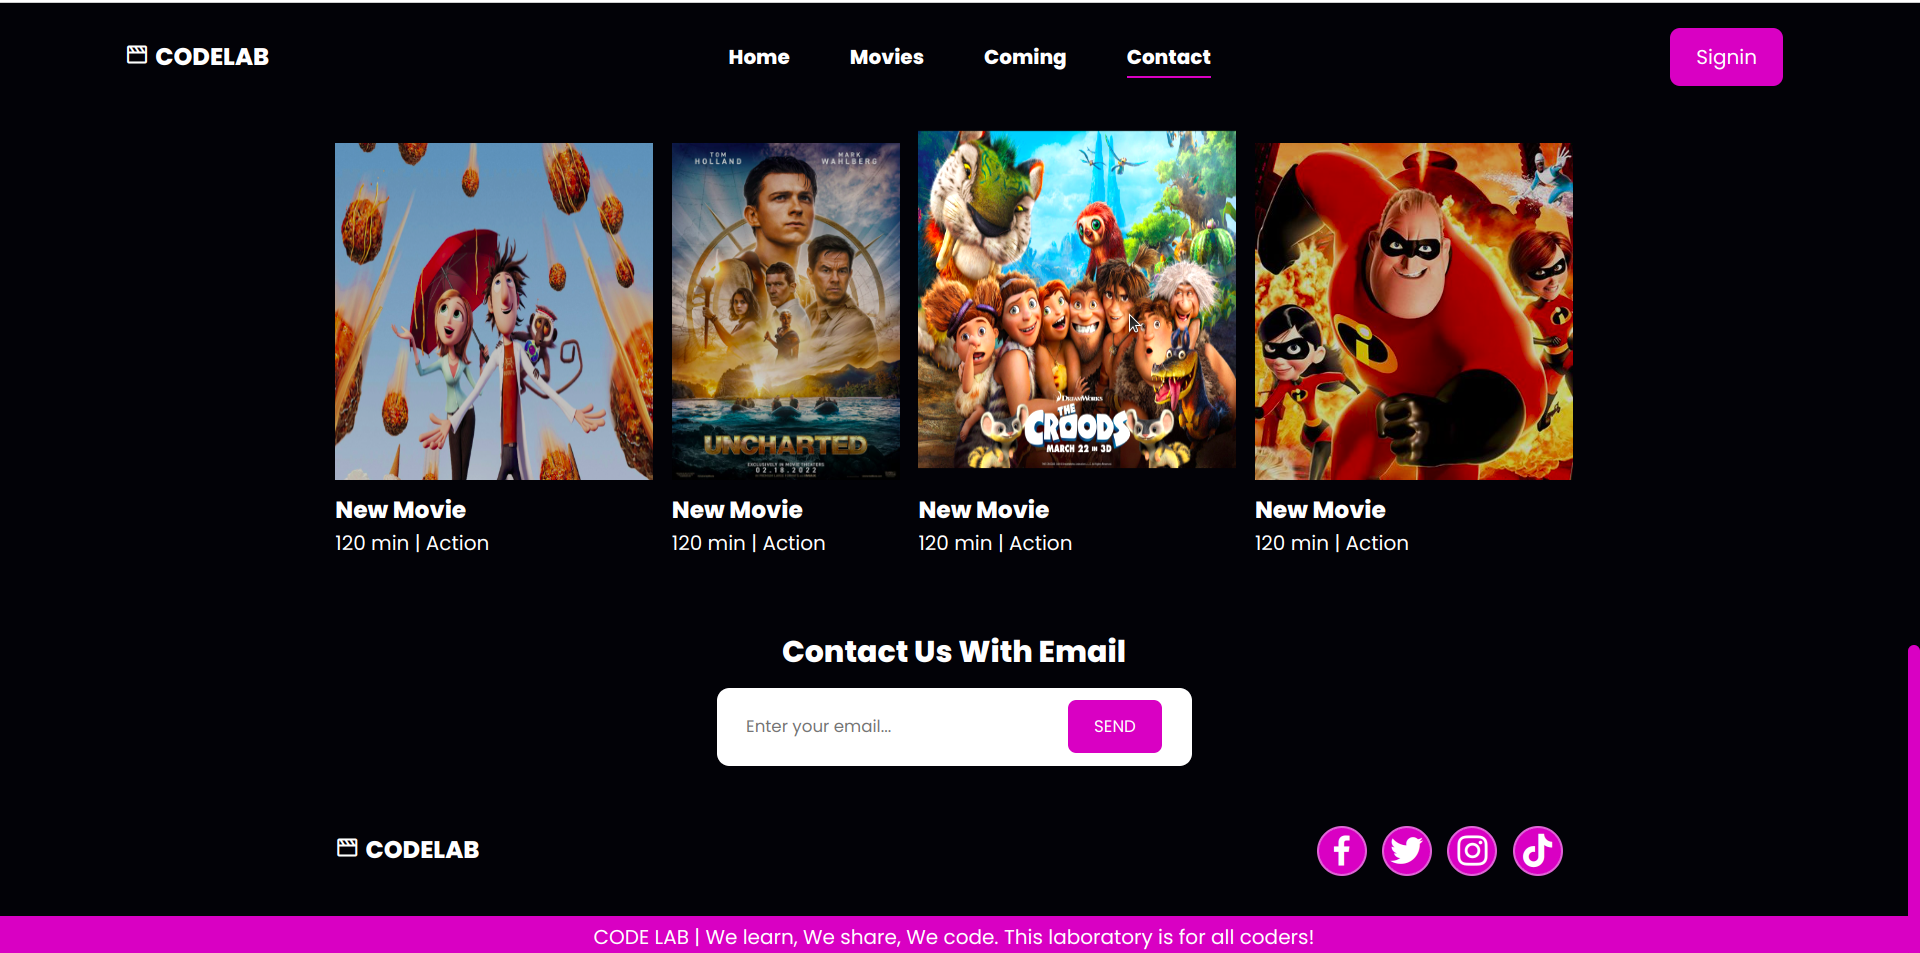 CODELAB
Home
Movies
Coming
Contact
Signin
TOM HOLLAND
MARK WAHLBERG
UNCHARTED
EXCLUSIVELY IN MOVIE THEATERS
02.18.2022
DREAMWORKS
THE
CROODS
MARCH 22 IN 3D
i
New Movie
120 min | Action
New Movie
120 min | Action
New Movie
120 min | Action
New Movie
120 min | Action
Contact Us With Email
Enter your email...
SEND
CODELAB
CODE LAB | We learn, We share, We code. This laboratory is for all coders!